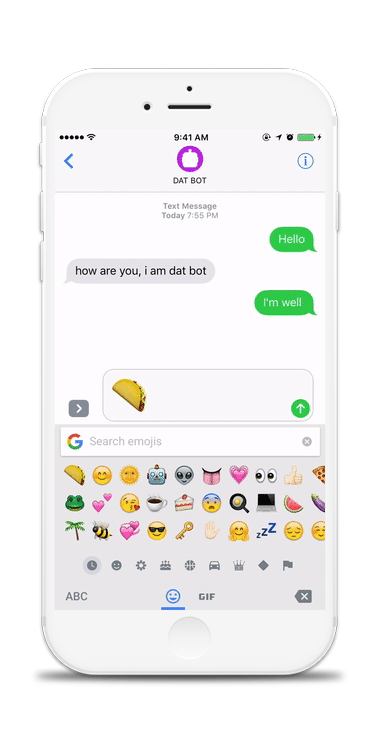 9:41 AM
DAT BOT
Text Message
Today 7:55 PM
Hello
how are you, i am dat bot
I'm well
Search emojis
ABC
GIF